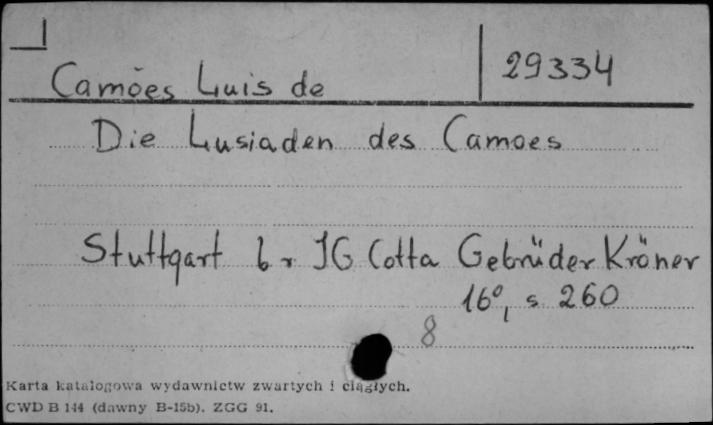 I
29334
Camões Luis de
Die Lusiaden des Camoes
Stuttgart b r JG Cotta Gebrüder Kröner
16°, s 260
8
Karta katalogowa wydawnictw zwartych i ciągłych.
CWD B 144 (dawny B-15b). ZGG 91.